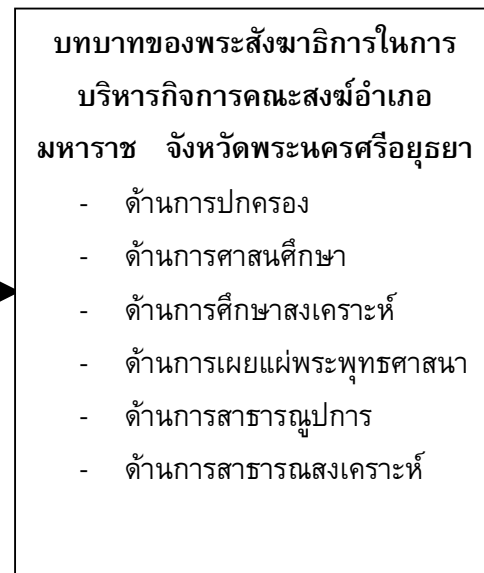 บทบาทของพระสังฆาธิการในการ
บริหารกิจการคณะสงฆ์อำเภอ
มหาราช จังหวัดพระนครศรีอยุธยา
- ด้านการปกครอง
- ด้านการศาสนศึกษา
- ด้านการศึกษาสงเคราะห์
- ด้านการเผยแผ่พระพุทธศาสนา
- ด้านการสาธารณูปการ
- ด้านการสาธารณสงเคราะห์